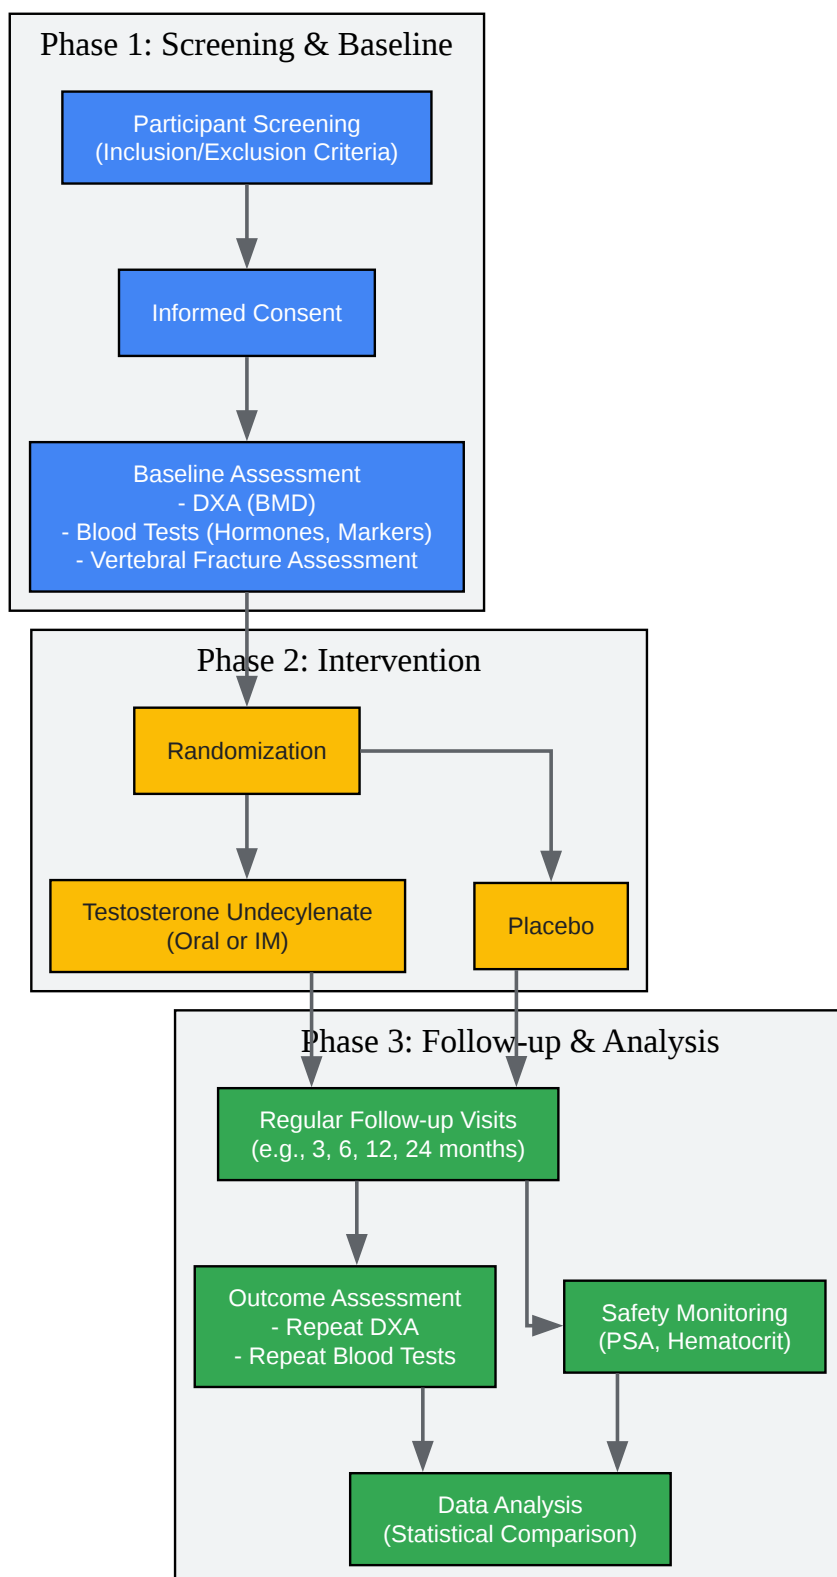 Phase 1: Screening & Baseline
Participant Screening
(Inclusion/Exclusion Criteria)
Informed Consent
Baseline Assessment
- DXA (BMD)
- Blood Tests (Hormones, Markers)
- Vertebral Fracture Assessment
Phase 2: Intervention
Randomization
Testosterone Undecylenate
(Oral or IM)
Placebo
Phase 3: Follow-up & Analysis
Regular Follow-up Visits
(e.g., 3, 6, 12, 24 months)
Outcome Assessment
- Repeat DXA
- Repeat Blood Tests
Safety Monitoring
(PSA, Hematocrit)
Data Analysis
(Statistical Comparison)